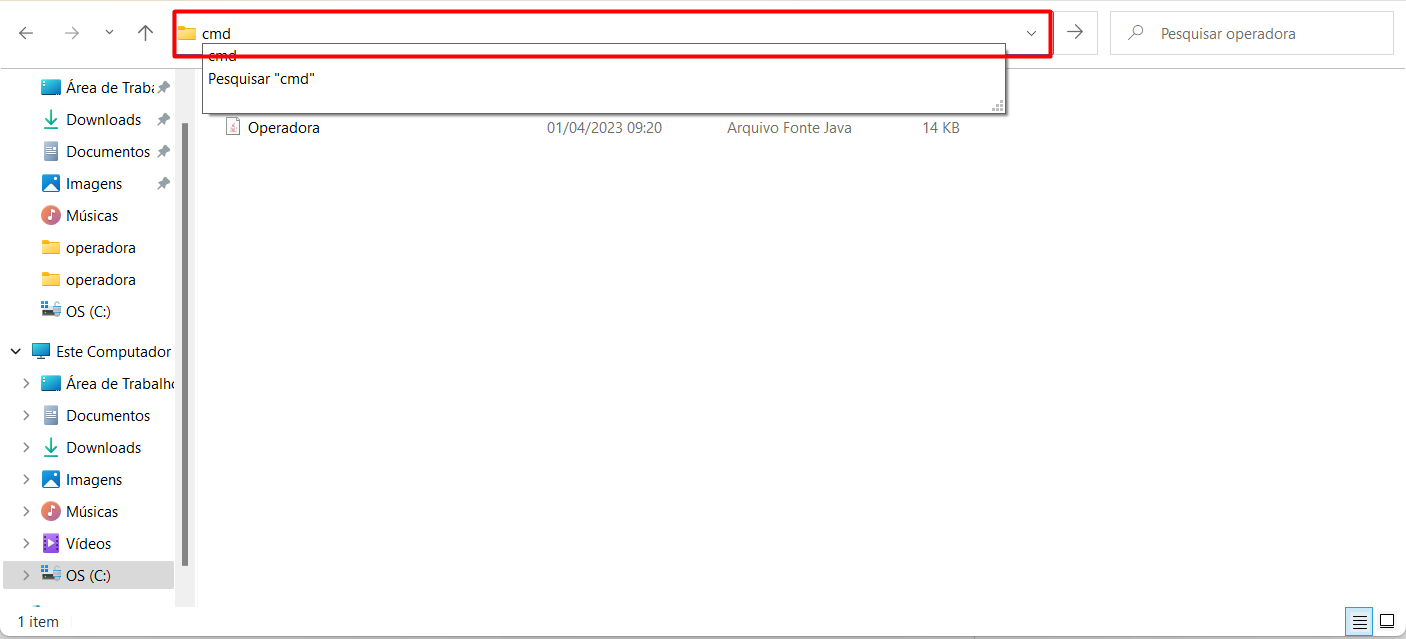 cmd
Pesquisar operadora
cmd
Pesquisar "cmd"
Operadora 01/04/2023 09:20 Arquivo Fonte Java 14 KB
Área de Traba
Downloads
Documentos
Imagens
Músicas
operadora
operadora
OS (C:)
Este Computador
Área de Trabalho
Documentos
Downloads
Imagens
Músicas
Vídeos
OS (C:)
1 item